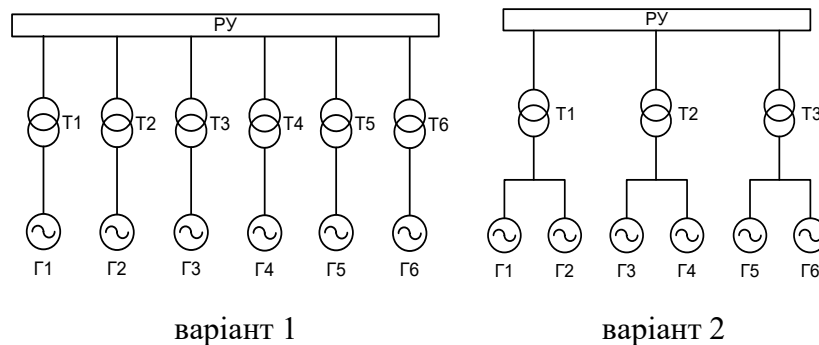 РУ
Т1 Т2 Т3 Т4 Т5 Т6
Г1 Г2 Г3 Г4 Г5 Г6
варіант 1
РУ
Т1 Т2 Т3
Г1 Г2 Г3 Г4 Г5 Г6
варіант 2